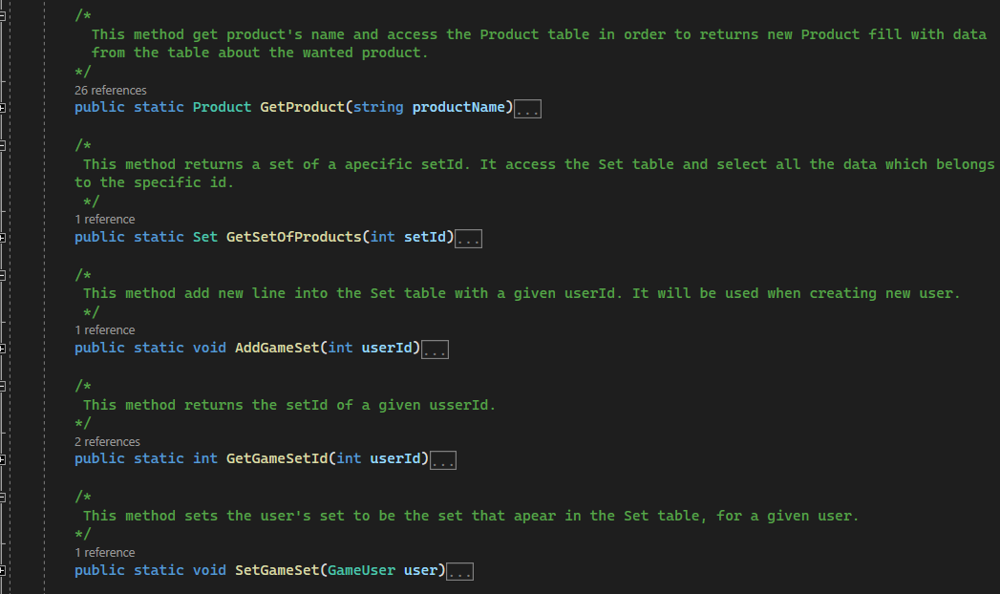 /*
This method get product's name and access the Product table in order to returns new Product fill with data
from the table about the wanted product.
*/
26 references
public static Product GetProduct(string productName)...
/*
This method returns a set of a apecific setId. It access the Set table and select all the data which belongs
to the specific id.
*/
1 reference
public static Set GetSetOfProducts(int setId)...
/*
This method add new line into the Set table with a given userId. It will be used when creating new user.
*/
1 reference
public static void AddGameSet(int userId)...
/*
This method returns the setId of a given usserId.
*/
2 references
public static int GetGameSetId(int userId)...
/*
This method sets the user's set to be the set that apear in the Set table, for a given user.
*/
1 reference
public static void SetGameSet(GameUser user)...